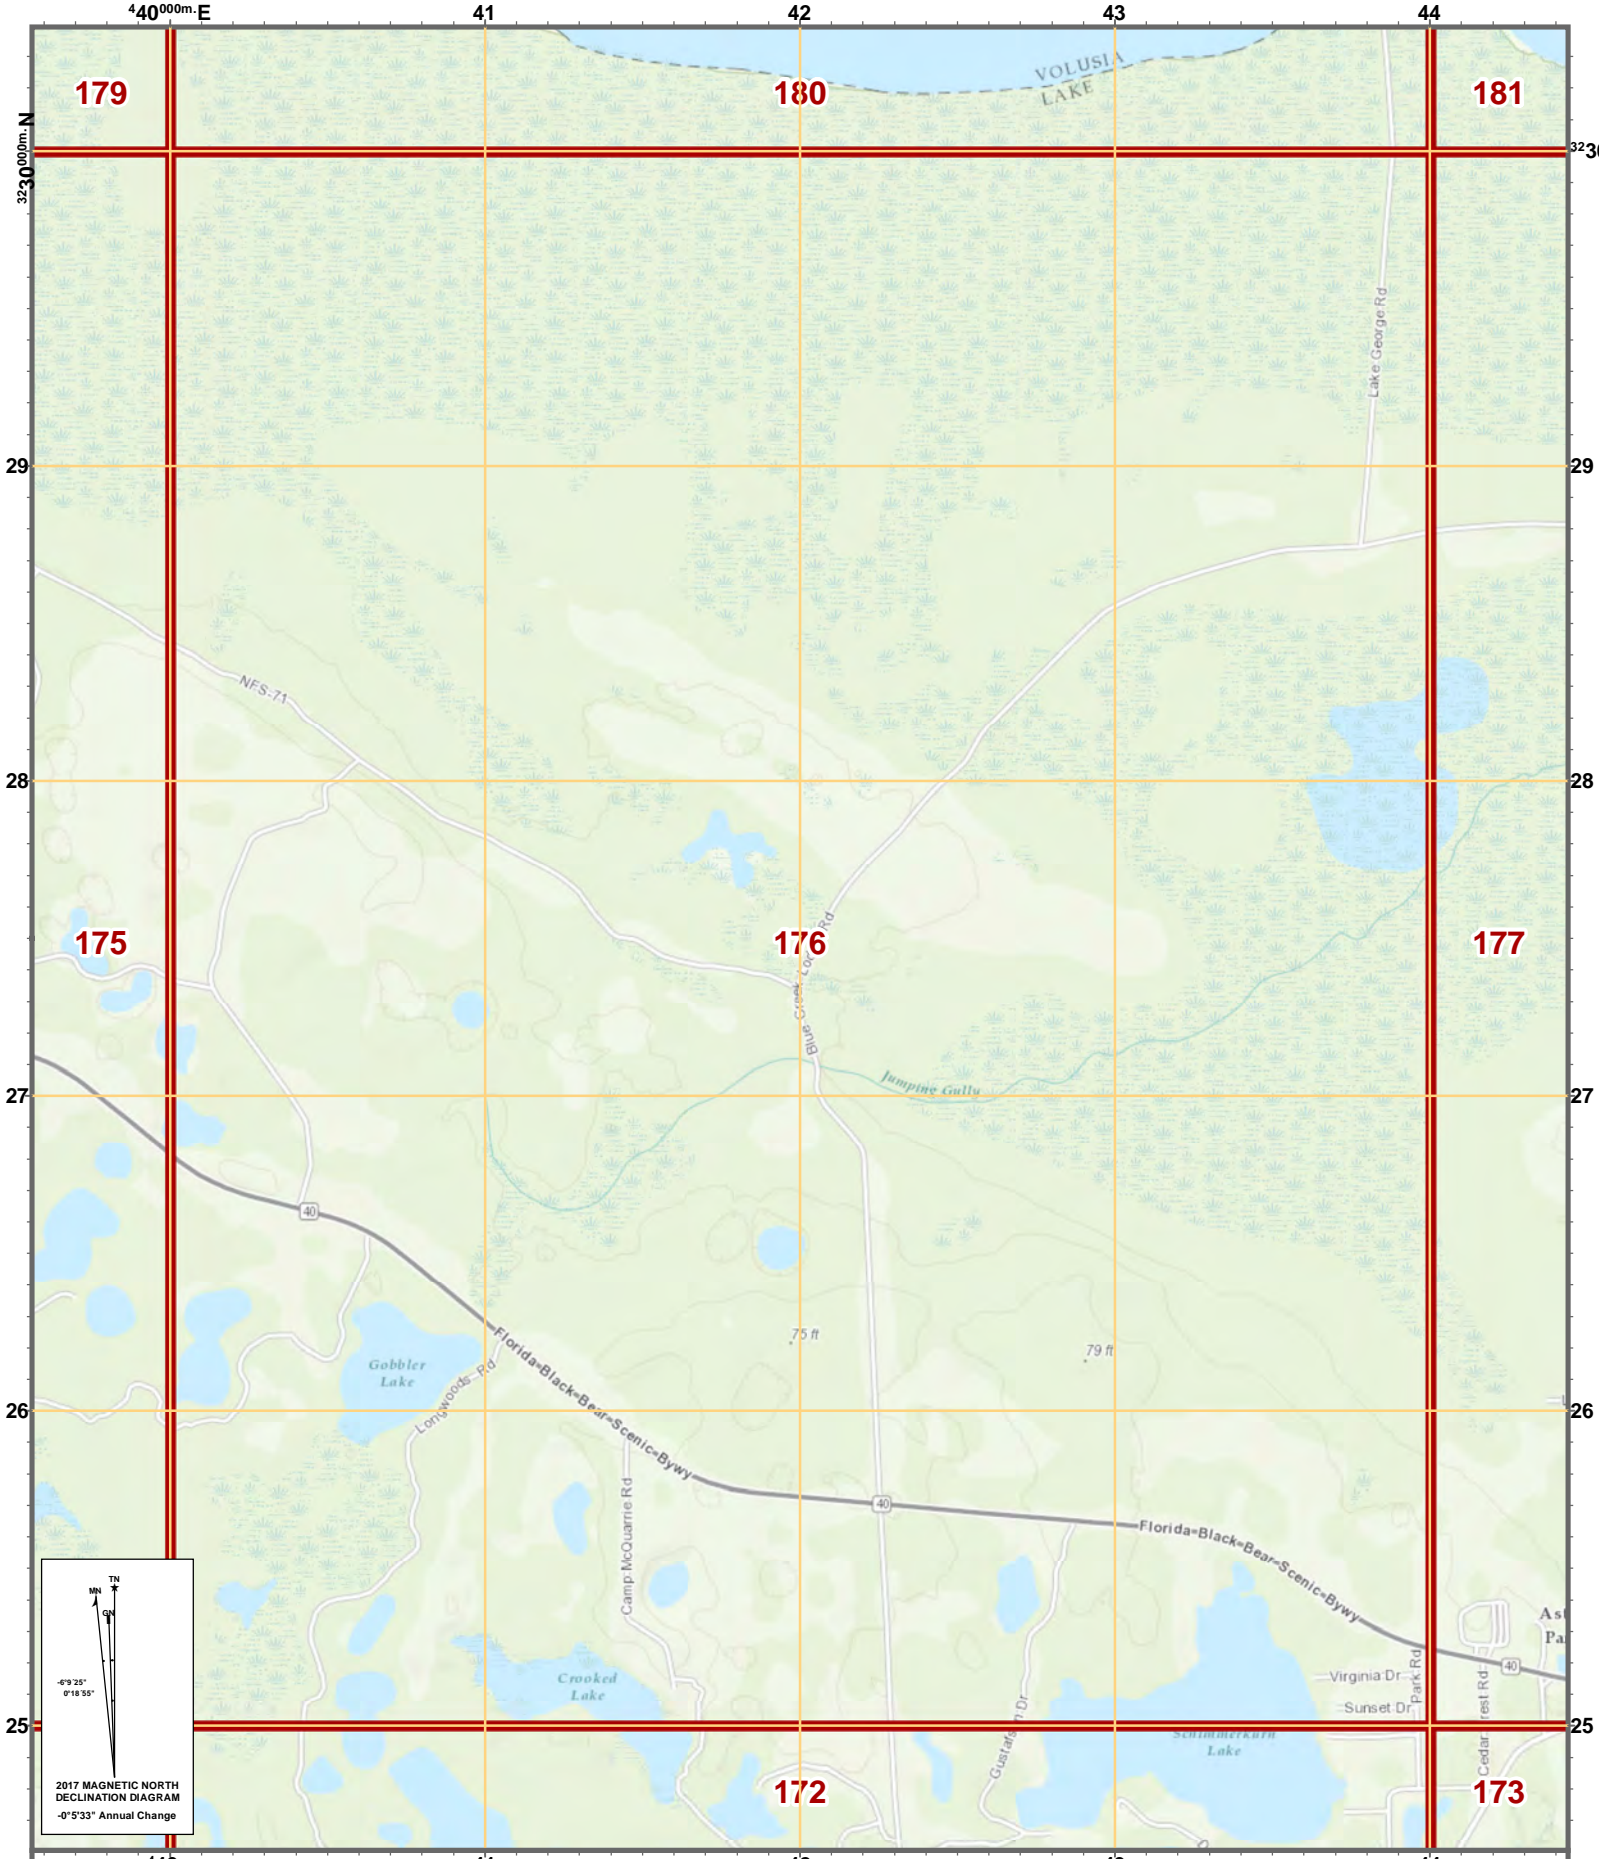 440000m.E 41 42 43 44
179 180 181
VOLUSIA
LAKE
3230000m.N
Lake George Rd
29 29
NFS-71
28 28
175 176 177
Blue Creek Lodge Rd
Jumping Gully
27 27
40
75 ft
79 ft
Gobbler
Lake
Longwoods Rd
Florida-Black-Bear-Scenic-Bywy
26 26
Camp McQuarrie Rd
40
Florida-Black-Bear-Scenic-Bywy
Crooked
Lake
Virginia Dr
Sunset Dr
Park Rd
40
25 25
Schimmerkorn
Lake
172 173
MN
TN
GN
-6°9'25"
0°18'55"
2017 MAGNETIC NORTH
DECLINATION DIAGRAM
-0°5'33" Annual Change